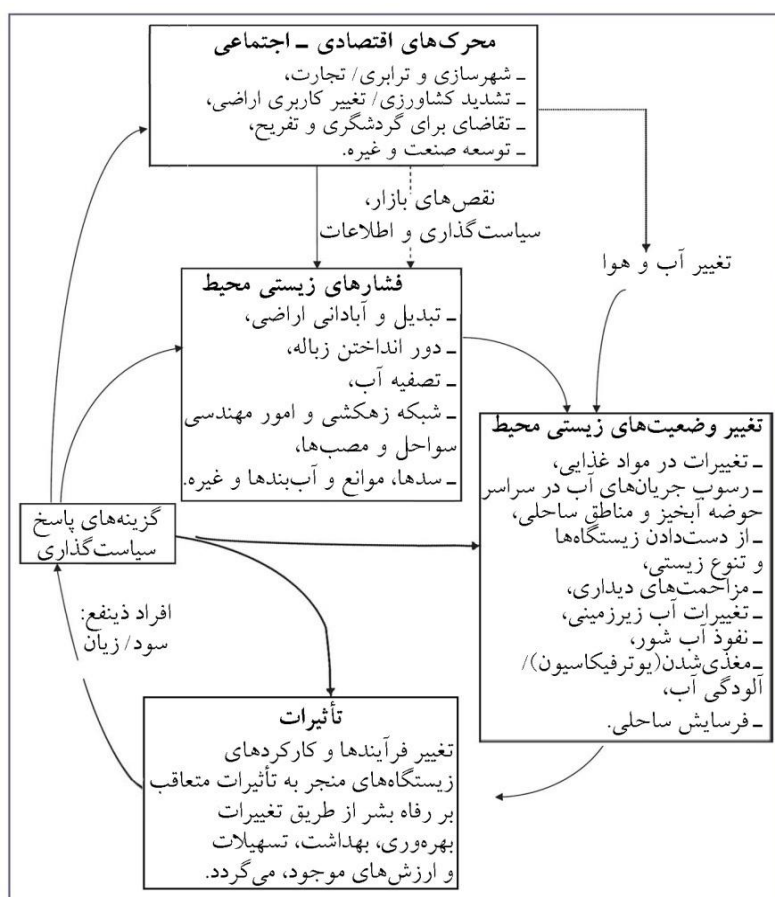 محرک‌های اقتصادی ـ اجتماعی
ـ شهرسازی و ترابری/ تجارت،
ـ تشدید کشاورزی/ تغییر کاربری اراضی،
ـ تقاضای برای گردشگری و تفریح،
ـ توسعه صنعت و غیره.
نقص‌های بازار،
سیاست‌گذاری و اطلاعات
تغییر آب و هوا
فشارهای زیستی محیط
ـ تبدیل و آبادانی اراضی،
ـ دور انداختن زباله،
ـ تصفیه آب،
ـ شبکه زهکشی و امور مهندسی
سواحل و مصب‌ها،
ـ سدها، موانع و آب‌بندها و غیره.
تغییر وضعیت‌های زیستی محیط
ـ تغییرات در مواد غذایی،
ـ رسوب جریان‌های آب در سراسر
حوضه آبخیز و مناطق ساحلی،
ـ از دست‌دادن زیستگاه‌ها
و تنوع زیستی،
ـ مزاحمت‌های دیداری،
ـ تغییرات آب زیرزمینی،
ـ نفوذ آب شور،
ـ مغذی‌شدن(یوترفیکاسیون)/
آلودگی آب،
ـ فرسایش ساحلی.
گزینه‌های پاسخ
سیاست‌گذاری
افراد ذینفع:
سود/ زیان
تأثیرات
تغییر فرآیندها و کارکردهای
زیستگاه‌های منجر به تأثیرات متعاقب
بر رفاه بشر از طریق تغییرات
بهره‌وری، بهداشت، تسهیلات
و ارزش‌های موجود، می‌گردد.